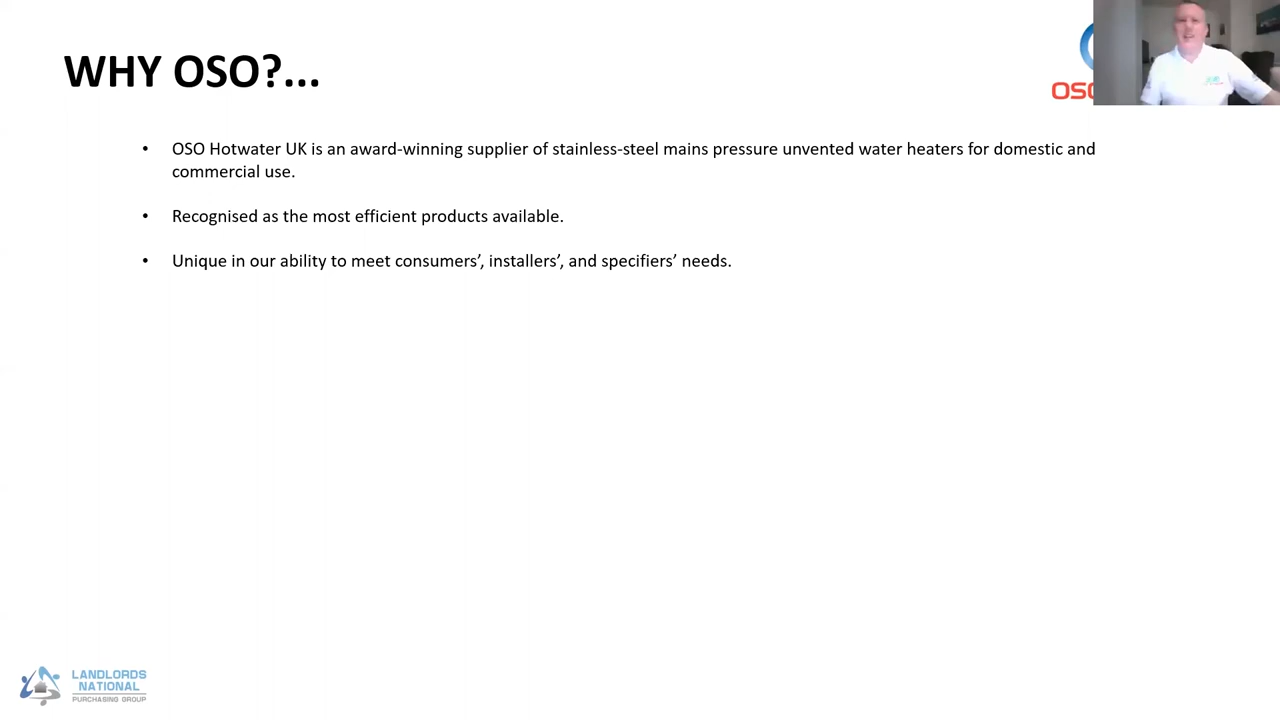 WHY OSO?...
• OSO Hotwater UK is an award-winning supplier of stainless-steel mains pressure unvented water heaters for domestic and
commercial use.
• Recognised as the most efficient products available.
• Unique in our ability to meet consumers’, installers’, and specifiers’ needs.
LANDLORDS
NATIONAL
PURCHASING GROUP